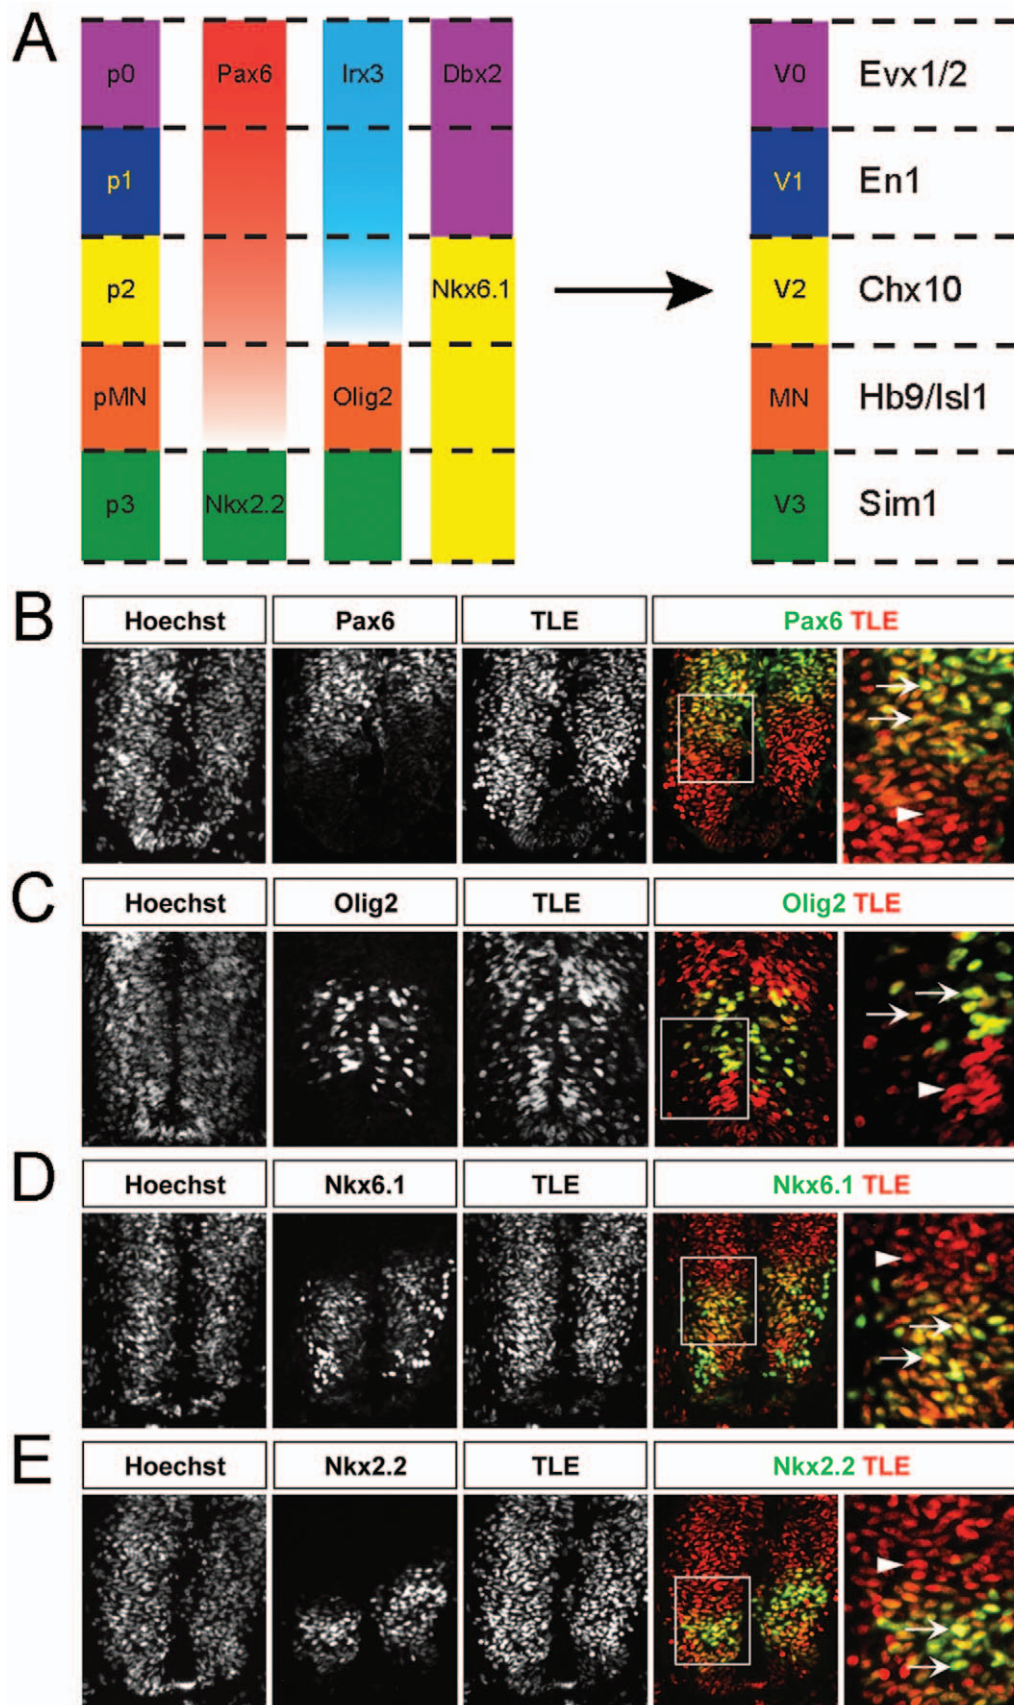 A
p0 Pax6 Irx3 Dbx2 V0 Evx1/2
p1 V1 En1
p2 Nkx6.1 V2 Chx10
pMN Olig2 MN Hb9/Isl1
p3 Nkx2.2 V3 Sim1
B
Hoechst Pax6 TLE Pax6 TLE
C
Hoechst Olig2 TLE Olig2 TLE
D
Hoechst Nkx6.1 TLE Nkx6.1 TLE
E
Hoechst Nkx2.2 TLE Nkx2.2 TLE